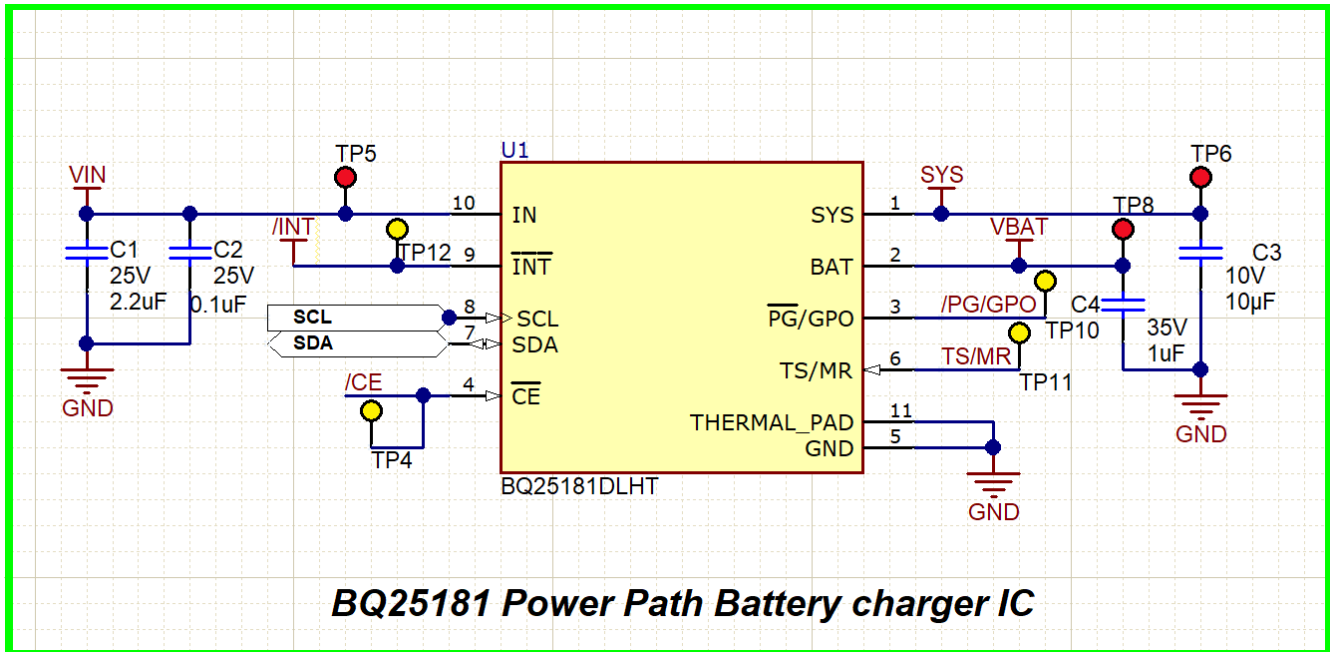 U1
TP5
TP6
VIN
SYS
10
IN
SYS
1
TP8
/INT
VBAT
C1
25V
2.2uF
C2
25V
0.1uF
TP12
9
INT
BAT
2
C3
10V
10µF
SCL
8
SCL
PG/GPO
3
/PG/GPO
TP10
C4
35V
1uF
SDA
7
SDA
TS/MR
6
TS/MR
TP11
GND
/CE
4
CE
TP4
THERMAL_PAD
11
GND
5
GND
GND
BQ25181DLHT
BQ25181 Power Path Battery charger IC